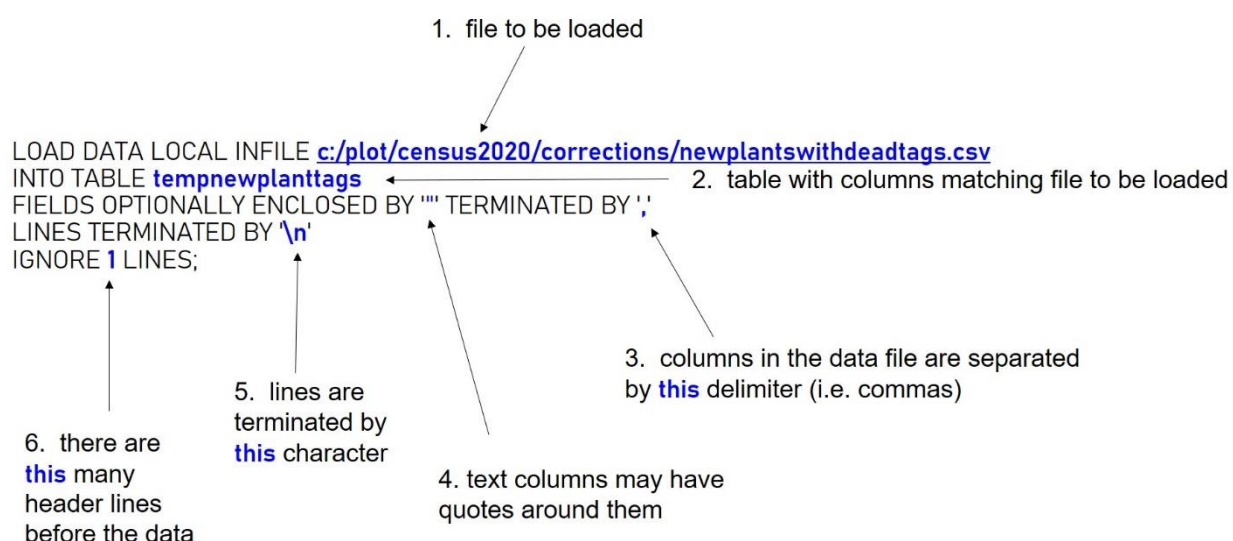 1. file to be loaded
LOAD DATA LOCAL INFILE c:/plot/census2020/corrections/newplantswithdeadtags.csv
INTO TABLE tempnewplanttags
2. table with columns matching file to be loaded
FIELDS OPTIONALLY ENCLOSED BY '"' TERMINATED BY ','
LINES TERMINATED BY '\n'
IGNORE 1 LINES;
3. columns in the data file are separated
by this delimiter (i.e. commas)
5. lines are
terminated by
this character
6. there are
this many
header lines
before the data
4. text columns may have
quotes around them